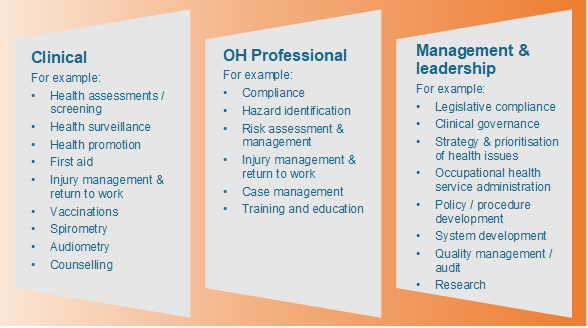 Clinical
For example:
• Health assessments /
screening
• Health surveillance
• Health promotion
• First aid
• Injury management &
return to work
• Vaccinations
• Spirometry
• Audiometry
• Counselling
OH Professional
For example:
• Compliance
• Hazard identification
• Risk assessment &
management
• Injury management &
return to work
• Case management
• Training and education
Management &
leadership
For example:
• Legislative compliance
• Clinical governance
• Strategy & prioritisation
of health issues
• Occupational health
service administration
• Policy / procedure
development
• System development
• Quality management /
audit
• Research